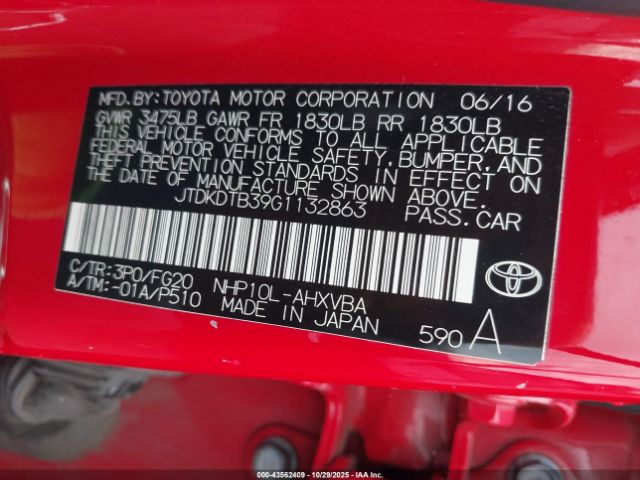 MFD.BY:TOYOTA MOTOR CORPORATION 06/16
GVWR 3475LB GAWR FR 1830LB RR 1830LB
THIS VEHICLE CONFORMS TO ALL APPLICABLE
FEDERAL MOTOR VEHICLE SAFETY,BUMPER,AND
THEFT PREVENTION STANDARDS IN EFFECT ON
THE DATE OF MANUFACTURE SHOWN ABOVE.
JTDKDTB39G1132863 PASS.CAR
C/TR:3P0/FG20 NHP10L-AHXVBA
A/TM:-01A/P510 MADE IN JAPAN 590 A
TOYOTA
000-43562409 - 10/29/2025 - IAAI.COM